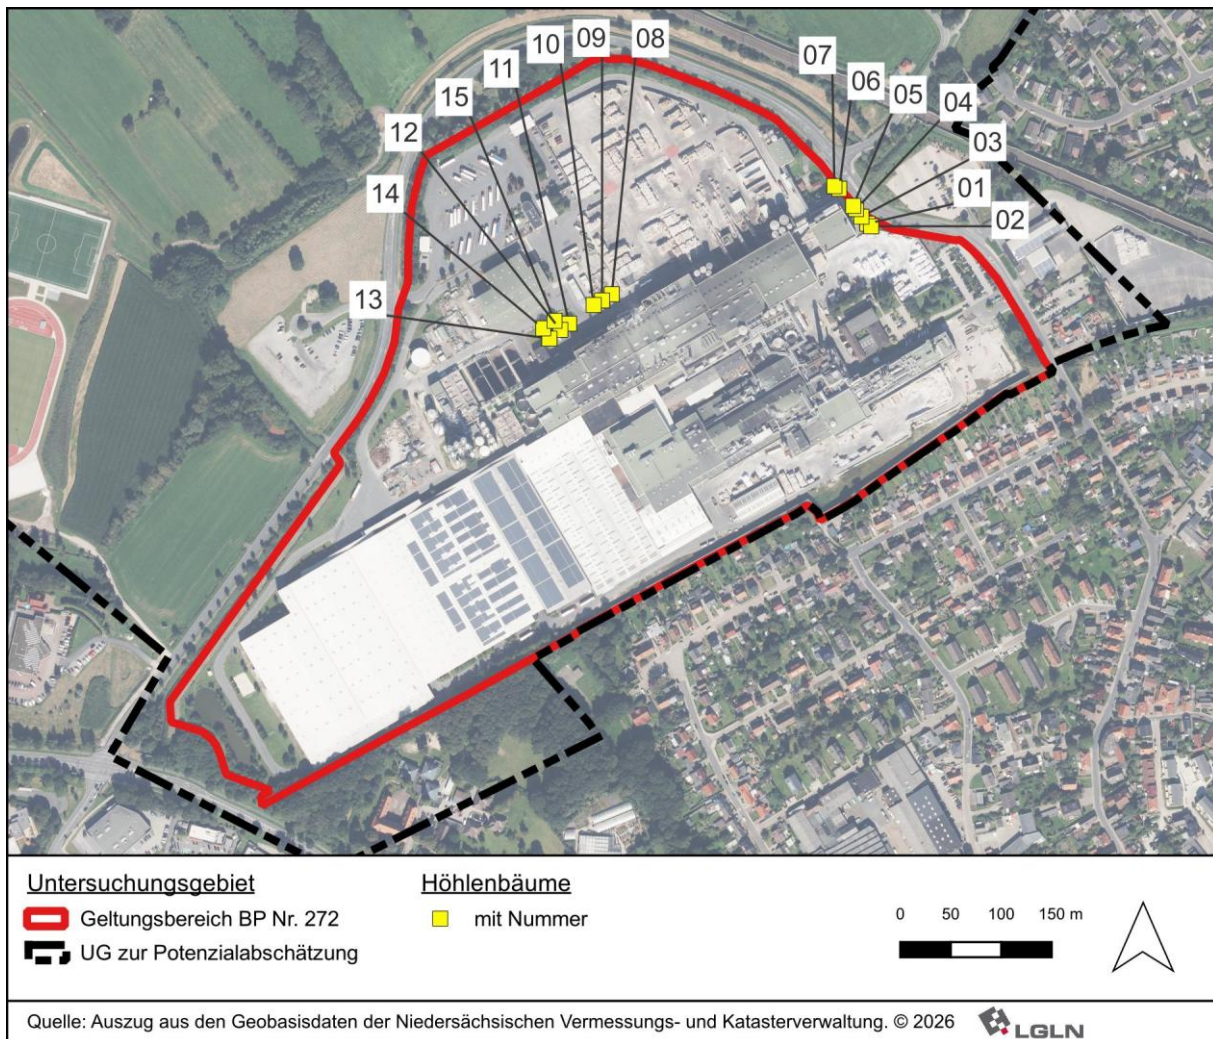 08
09
10
11
15
12
14
13
07
06
05
04
03
01
02
Untersuchungsgebiet
Geltungsbereich BP Nr. 272
UG zur Potenzialabschätzung
Höhlenbäume
mit Nummer
0 50 100 150 m
Quelle: Auszug aus den Geobasisdaten der Niedersächsischen Vermessungs- und Katasterverwaltung. © 2026 LGLN